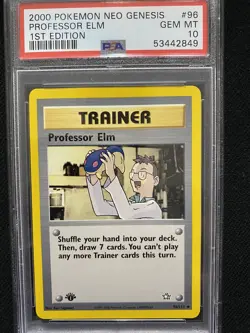 2000 POKEMON NEO GENESIS #96
PROFESSOR ELM GEM MT
1ST EDITION 10
PSA 53442849
TRAINER
Professor Elm
Shuffle your hand into your deck.
Then, draw 7 cards. You can't play
any more Trainer cards this turn.